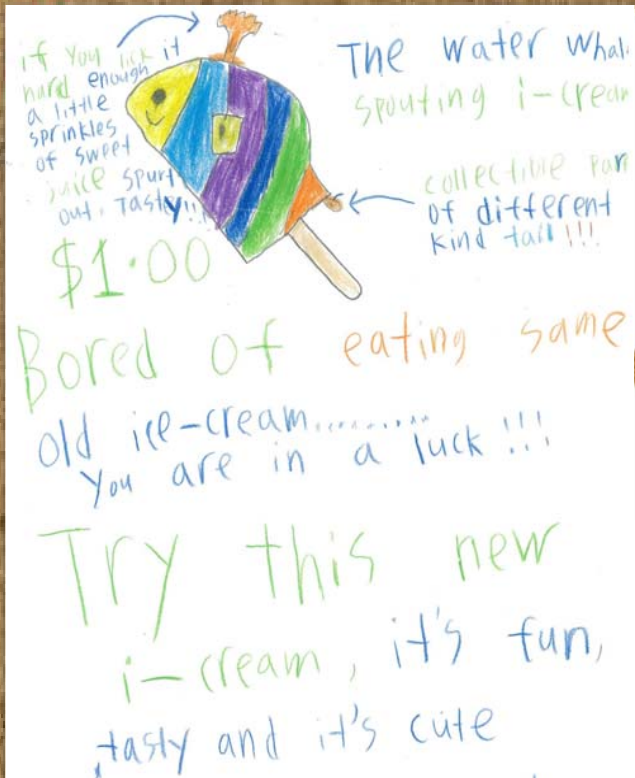 if you lick it
hard enough
a little
sprinkles
of sweet
juice spurt
out. Tasty!!
The water Whal
spouting i-crean
collectible par
of different
kind tail!!!
$1.00
Bored of eating same
old ice-cream..........
You are in a luck !!!
Try this new
i-cream, it's fun,
tasty and it's cute